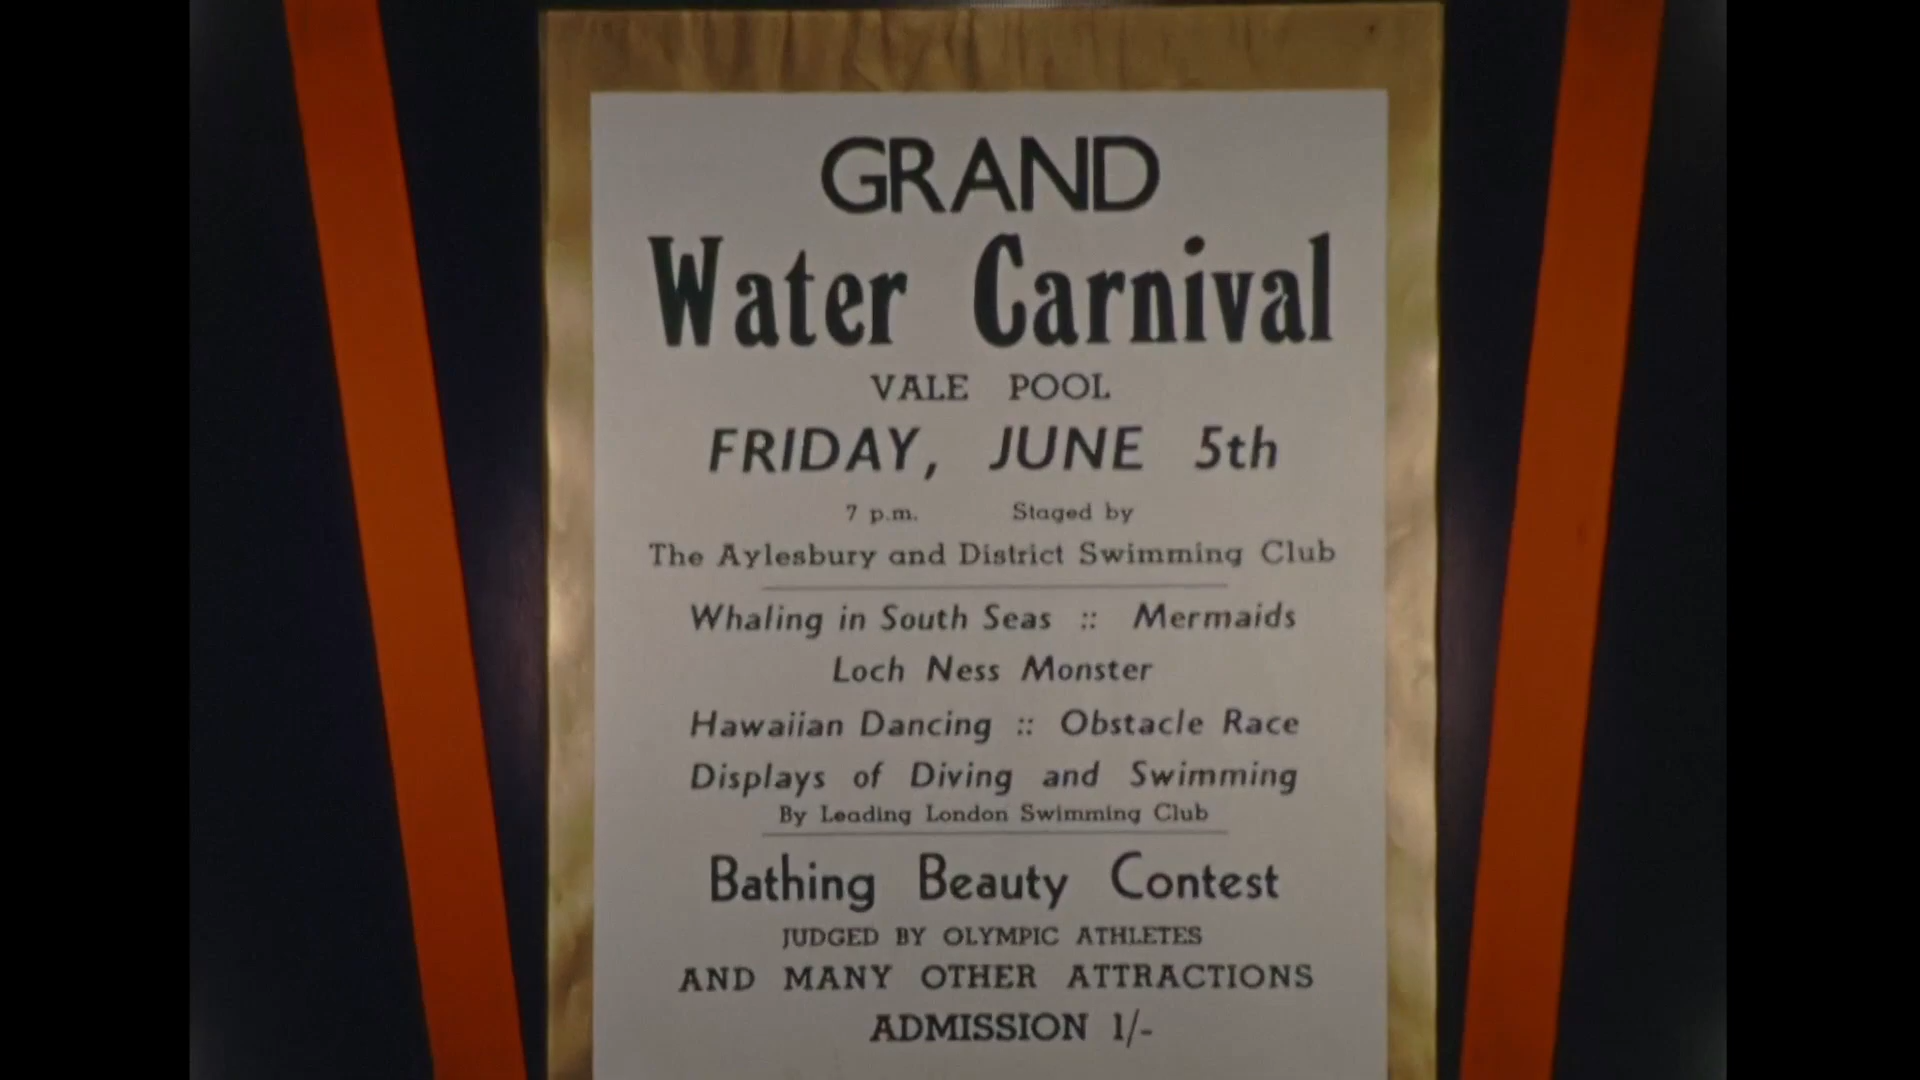 GRAND
Water Carnival
VALE POOL
FRIDAY, JUNE 5th
7 p.m. Staged by
The Aylesbury and District Swimming Club
Whaling in South Seas :: Mermaids
Loch Ness Monster
Hawaiian Dancing :: Obstacle Race
Displays of Diving and Swimming
By Leading London Swimming Club
Bathing Beauty Contest
JUDGED BY OLYMPIC ATHLETES
AND MANY OTHER ATTRACTIONS
ADMISSION 1/-